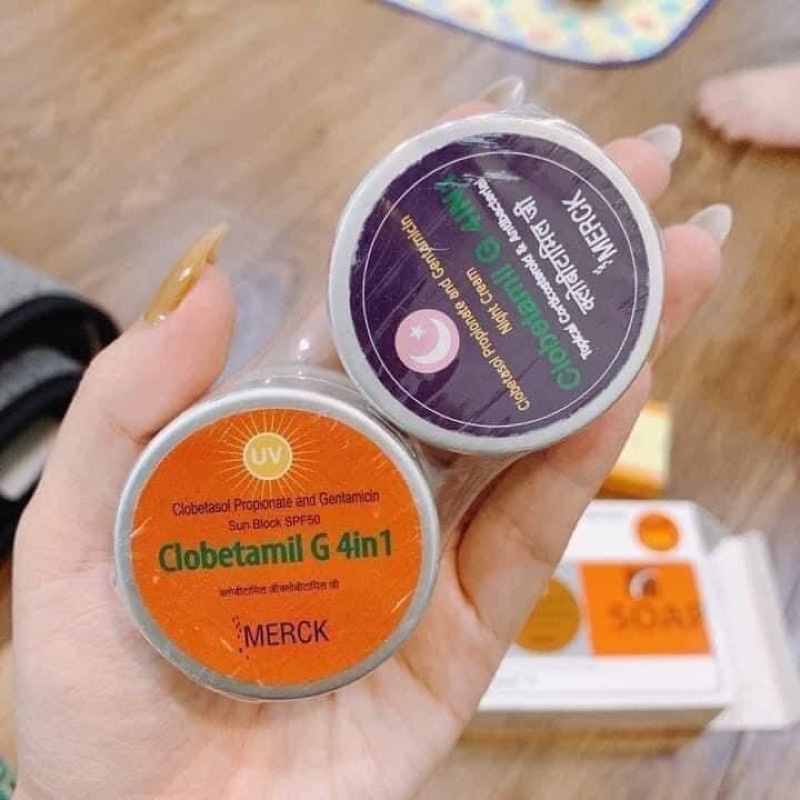 UV
Clobetasol Propionate and Gentamicin
Sun Block SPF50
Clobetamil G 4in1
MERCK
MERCK
क्लोबीटामिल जी
Topical Corticosteroid & Antibacterial
Clobetamil G 4IN1
Clobetasol Propionate and Gentamicin
Night Cream
SOAP